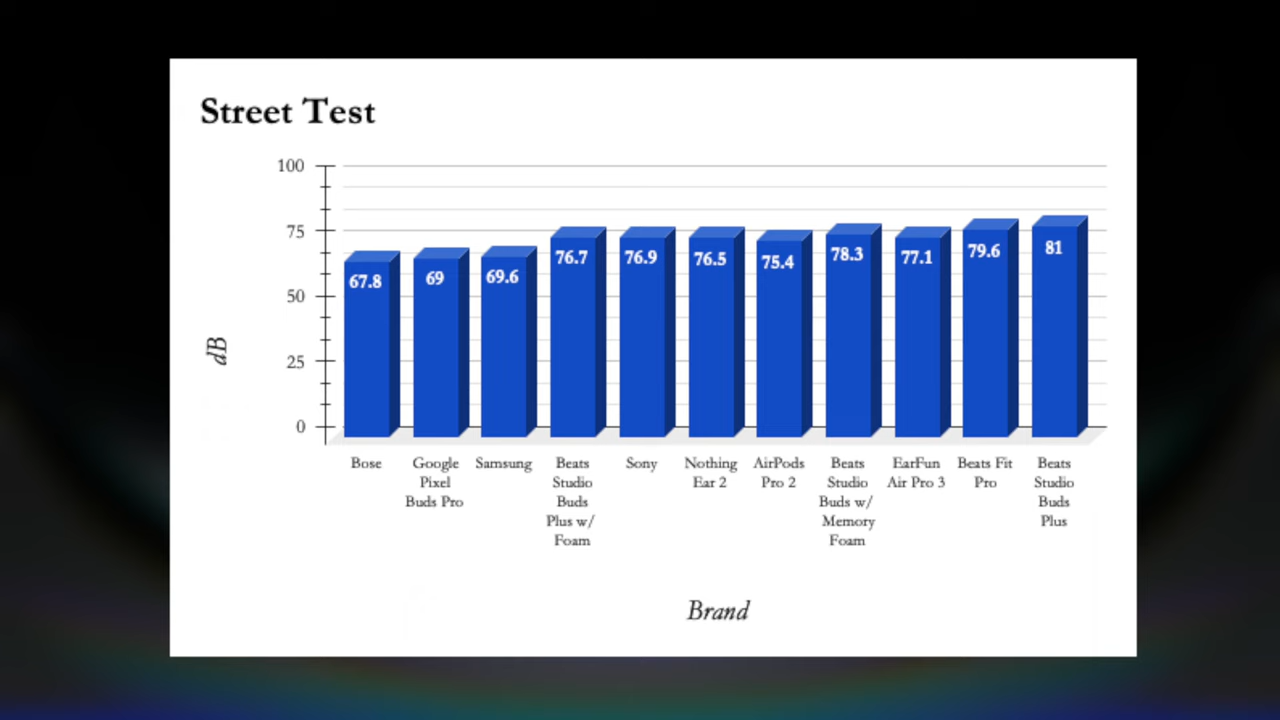 Street Test
100
75
50
25
0
dB
67.8
69
69.6
76.7
76.9
76.5
75.4
78.3
77.1
79.6
81
Bose
Google
Pixel
Buds Pro
Samsung
Beats
Studio
Buds
Plus w/
Foam
Sony
Nothing
Ear 2
AirPods
Pro 2
Beats
Studio
Buds w/
Memory
Foam
EarFun
Air Pro 3
Beats Fit
Pro
Beats
Studio
Buds
Plus
Brand